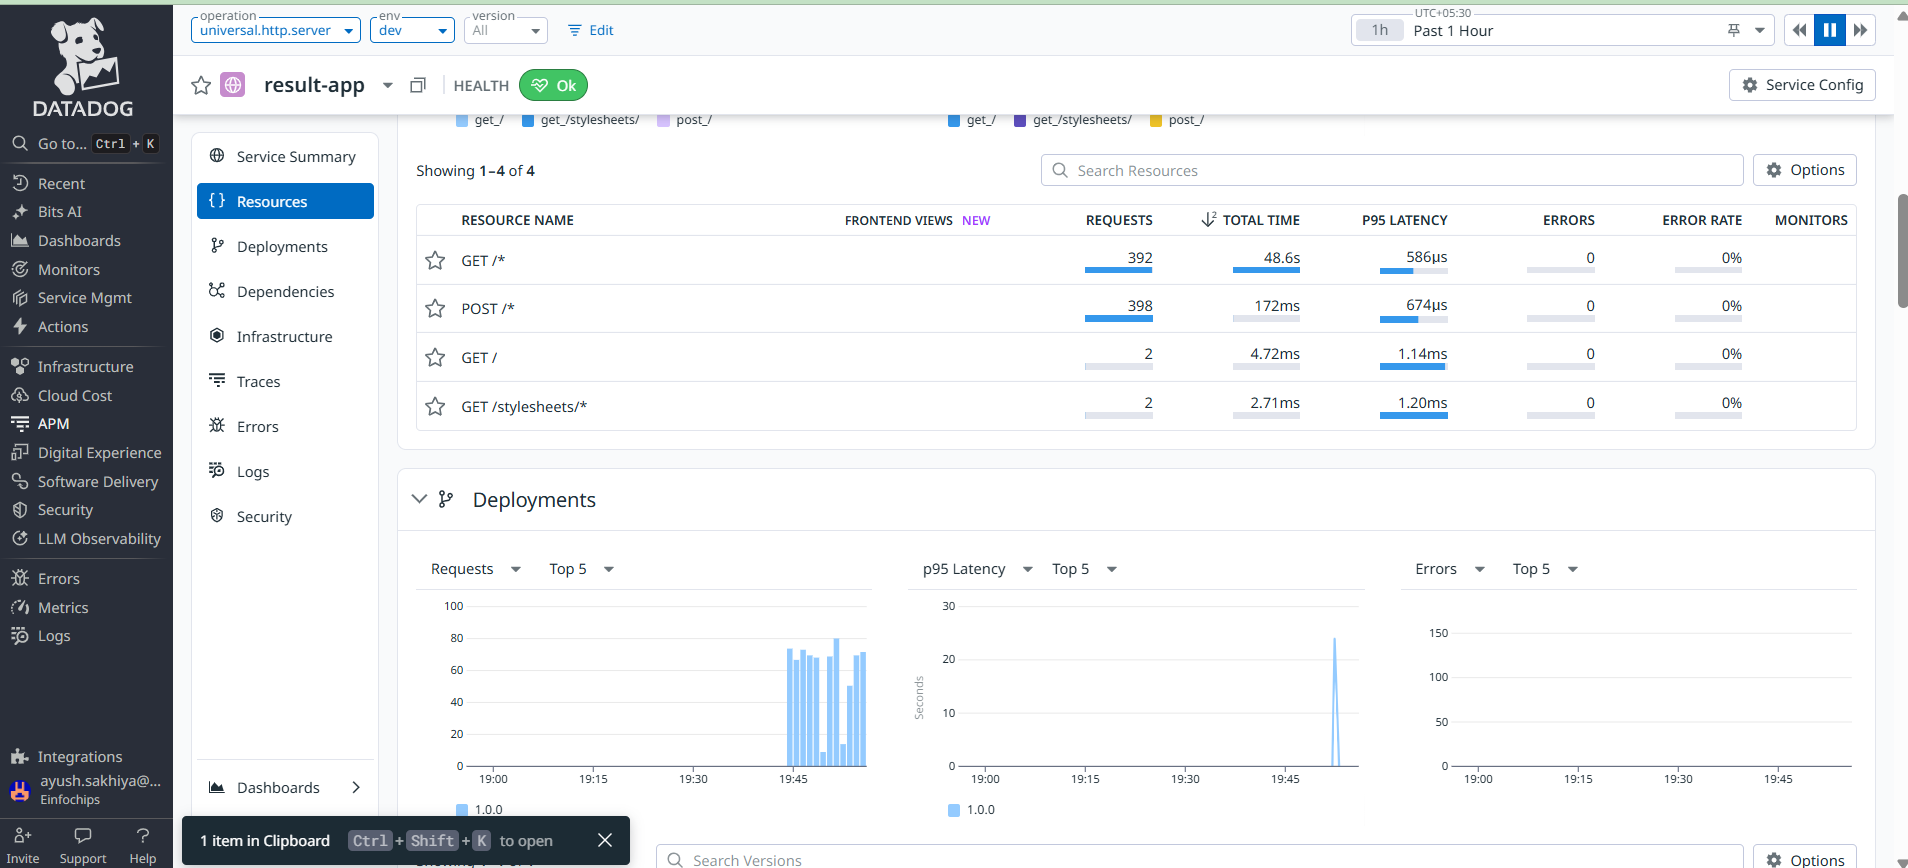 operation
env
version
universal.http.server
dev
All
Edit
UTC+05:30
1h
Past 1 Hour
result-app
HEALTH
Ok
Service Config
DATADOG
Go to... Ctrl + K
Recent
Bits AI
Dashboards
Monitors
Service Mgmt
Actions
Infrastructure
Cloud Cost
APM
Digital Experience
Software Delivery
Security
LLM Observability
Errors
Metrics
Logs
Integrations
ayush.sakhiya@...
Einfochips
Invite
Support
Help
Service Summary
{ } Resources
Deployments
Dependencies
Infrastructure
Traces
Errors
Logs
Security
Dashboards
get_/ get_/stylesheets/ post_/
get_/ get_/stylesheets/ post_/
Showing 1–4 of 4
Search Resources
Options
RESOURCE NAME FRONTEND VIEWS NEW REQUESTS TOTAL TIME P95 LATENCY ERRORS ERROR RATE MONITORS
GET /* 392 48.6s 586µs 0 0%
POST /* 398 172ms 674µs 0 0%
GET / 2 4.72ms 1.14ms 0 0%
GET /stylesheets/* 2 2.71ms 1.20ms 0 0%
Deployments
Requests Top 5
100
80
60
40
20
0
19:00 19:15 19:30 19:45
1.0.0
p95 Latency Top 5
Seconds
30
20
10
0
19:00 19:15 19:30 19:45
1.0.0
Errors Top 5
150
100
50
0
19:00 19:15 19:30 19:45
1 item in Clipboard Ctrl + Shift + K to open
Search Versions
Options